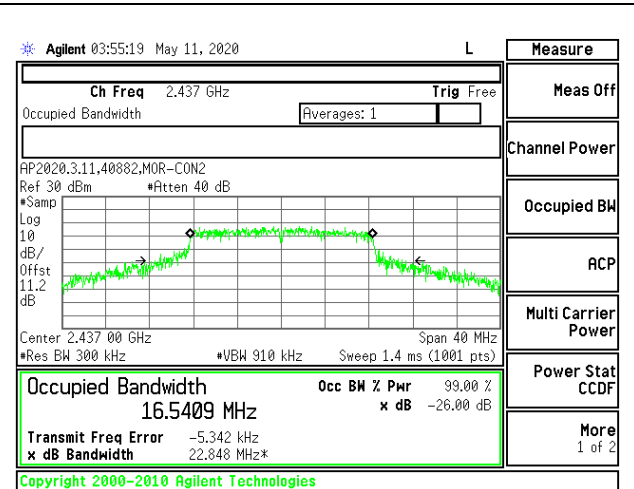 Agilent 03:55:19 May 11, 2020 L
Measure
Ch Freq 2.437 GHz Trig Free
Occupied Bandwidth Averages: 1
AP2020.3.11,40882,MOR-CON2
Ref 30 dBm #Atten 40 dB
#Samp
Log
10
dB/
Offst
11.2
dB
Center 2.437 00 GHz Span 40 MHz
#Res BW 300 kHz #VBW 910 kHz Sweep 1.4 ms (1001 pts)
Occupied Bandwidth Occ BW % Pwr 99.00 %
16.5409 MHz x dB -26.00 dB
Transmit Freq Error -5.342 kHz
x dB Bandwidth 22.848 MHz*
Copyright 2000-2010 Agilent Technologies
Meas Off
Channel Power
Occupied BW
ACP
Multi Carrier
Power
Power Stat
CCDF
More
1 of 2